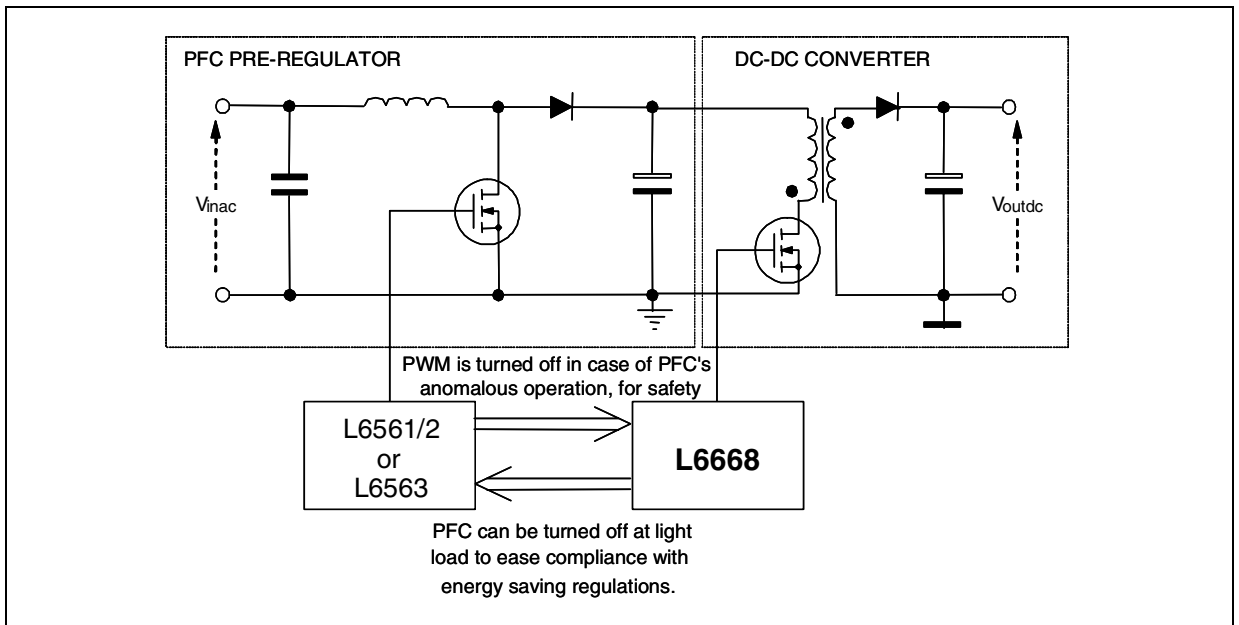 PFC PRE-REGULATOR
DC-DC CONVERTER
Vinac
Voutdc
PWM is turned off in case of PFC's
anomalous operation, for safety
L6561/2
or
L6563
L6668
PFC can be turned off at light
load to ease compliance with
energy saving regulations.